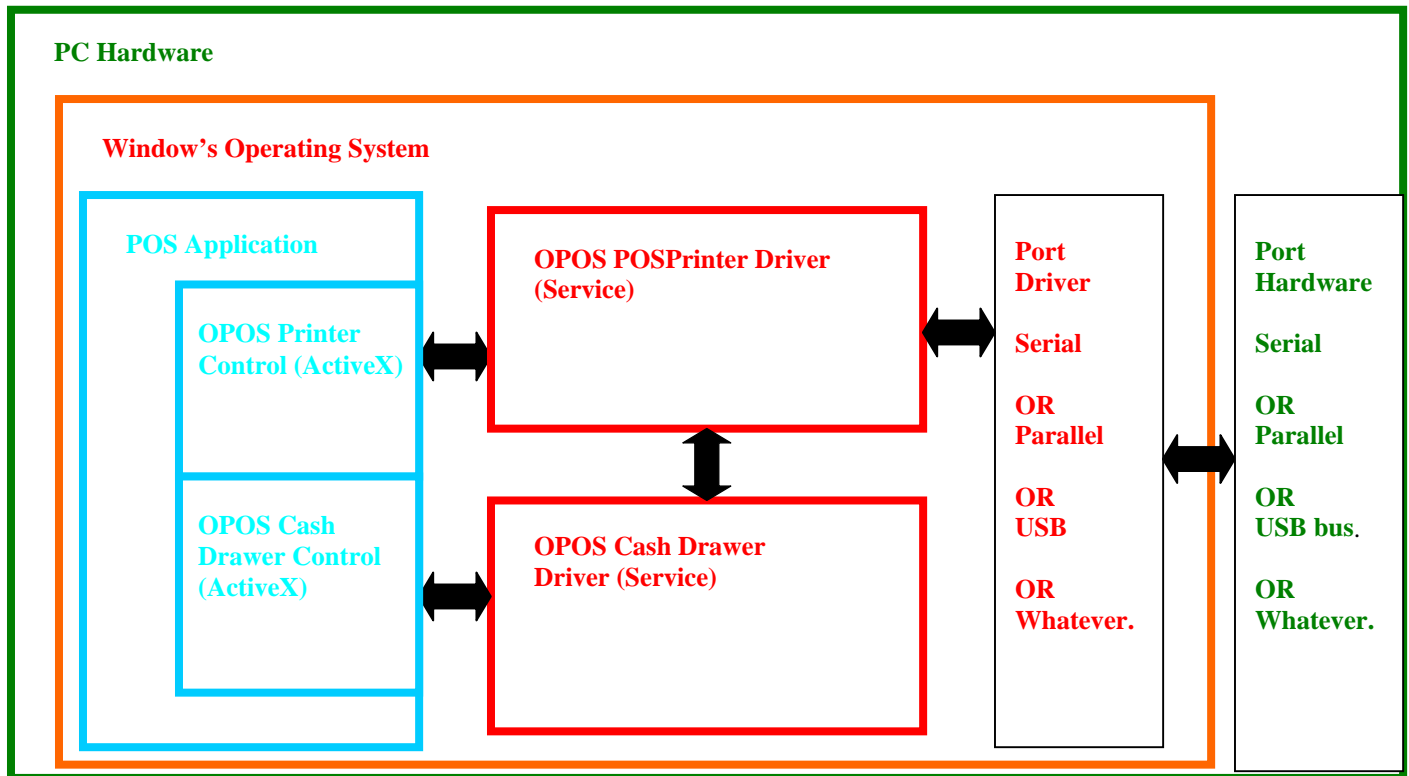 PC Hardware
Window's Operating System
POS Application
OPOS Printer
Control (ActiveX)
OPOS Cash
Drawer Control
(ActiveX)
OPOS POSPrinter Driver
(Service)
OPOS Cash Drawer
Driver (Service)
Port
Driver
Serial
OR
Parallel
OR
USB
OR
Whatever.
Port
Hardware
Serial
OR
Parallel
OR
USB bus.
OR
Whatever.